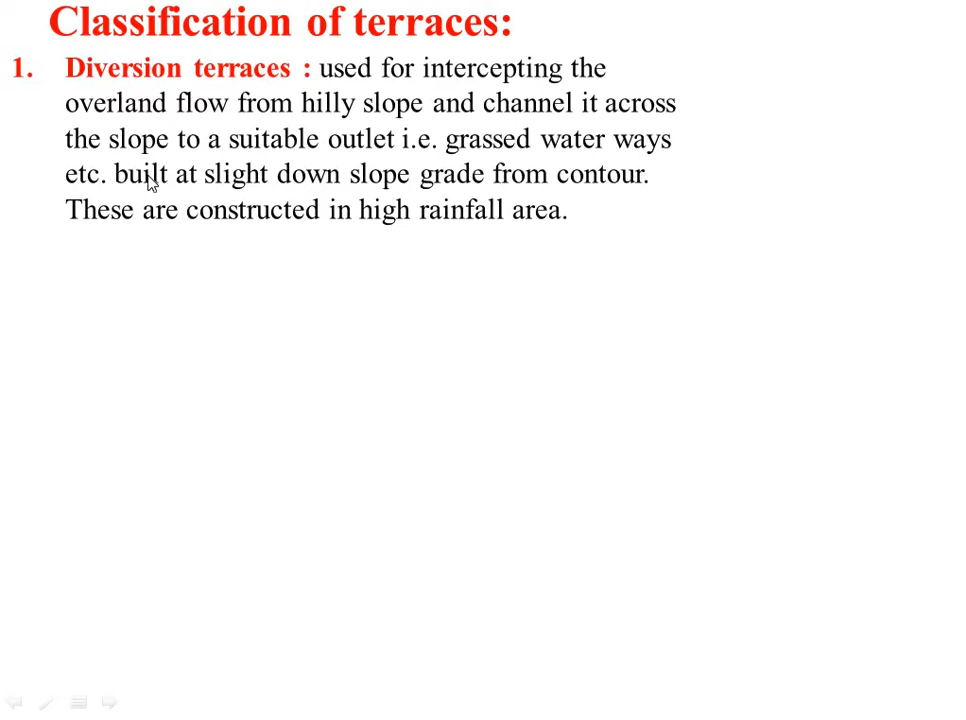 Classification of terraces:
1. Diversion terraces : used for intercepting the
overland flow from hilly slope and channel it across
the slope to a suitable outlet i.e. grassed water ways
etc. built at slight down slope grade from contour.
These are constructed in high rainfall area.